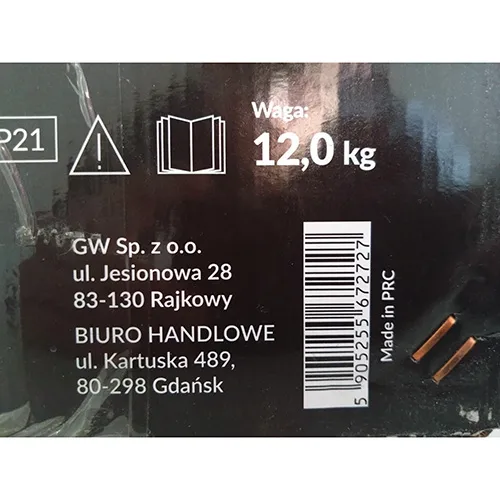 P21
Waga:
12,0 kg
GW Sp. z o.o.
ul. Jesionowa 28
83-130 Rajkowy
BIURO HANDLOWE
ul. Kartuska 489,
80-298 Gdańsk
5 905255 672727
Made in PRC